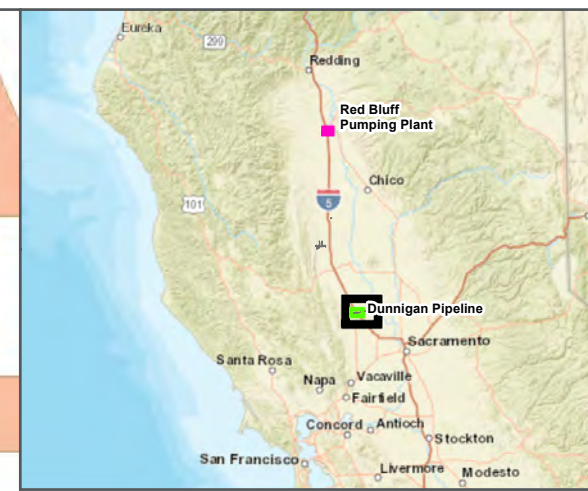 Eureka
299
Redding
Red Bluff
Pumping Plant
Chico
101
5
Dunnigan Pipeline
Sacramento
Santa Rosa
Napa
Vacaville
Fairfield
Concord
Antioch
Stockton
San Francisco
Livermore
Modesto